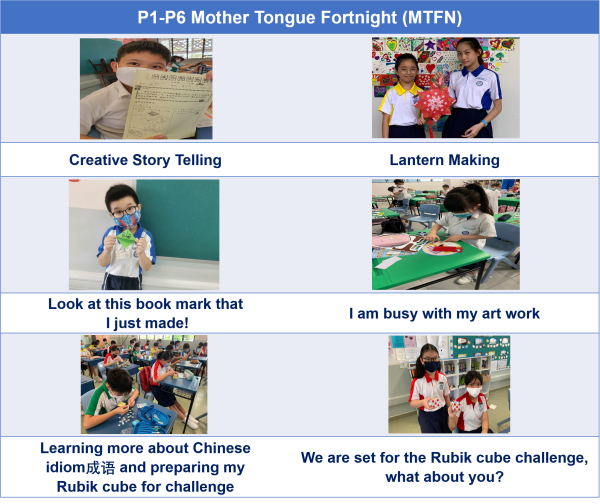 P1-P6 Mother Tongue Fortnight (MTFN)
Creative Story Telling
Lantern Making
Look at this book mark that
I just made!
I am busy with my art work
Learning more about Chinese
idiom成语 and preparing my
Rubik cube for challenge
We are set for the Rubik cube challenge,
what about you?